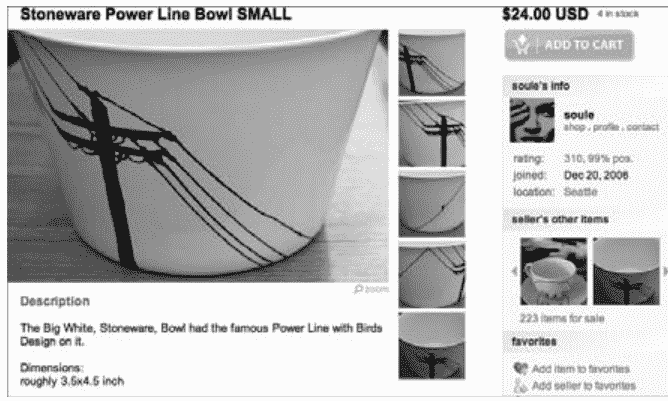 Stoneware Power Line Bowl SMALL
$24.00 USD 4 in stock
ADD TO CART
soule's info
soule
shop . profile . contact
rating: 310, 99% pos.
joined: Dec 20, 2006
location: Seattle
seller's other items
223 items for sale
favorites
Add item to favorites
Add seller to favorites
zoom
Description
The Big White, Stoneware, Bowl had the famous Power Line with Birds
Design on it.
Dimensions:
roughly 3.5x4.5 inch